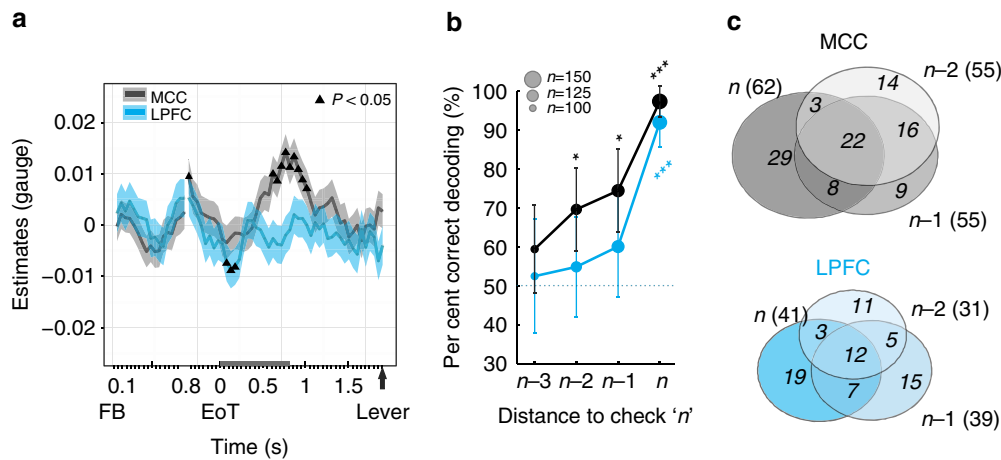 a
MCC
LPFC
▲ P < 0.05
0.02
0.01
0
−0.01
−0.02
Estimates (gauge)
0.1 0.8 0 0.5 1 1.5
FB EoT Lever
Time (s)
b
n=150
n=125
n=100
***
*
*
***
100
90
80
70
60
50
40
30
Per cent correct decoding (%)
n–3 n–2 n–1 n
Distance to check ‘n’
c
MCC
n (62)
n–2 (55)
n–1 (55)
14
3
16
22
29
8
9
LPFC
n (41)
n–2 (31)
n–1 (39)
11
3
5
12
19
7
15